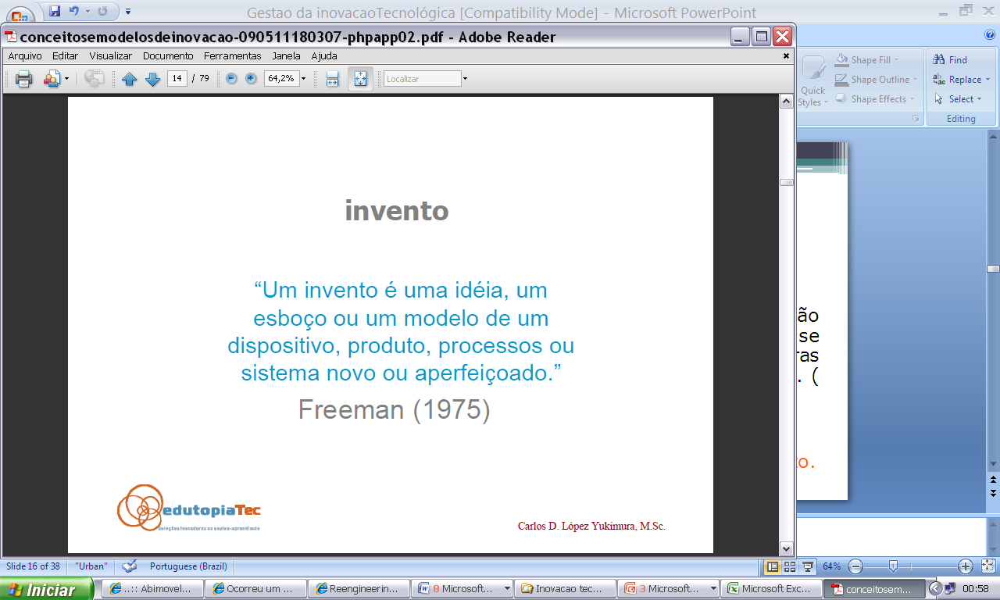 Gestao da inovacaoTecnológica [Compatibility Mode] - Microsoft PowerPoint
conceitosemodelosdeinovacao-090511180307-phpapp02.pdf - Adobe Reader
Arquivo Editar Visualizar Documento Ferramentas Janela Ajuda
14 / 79 64,2% Localizar
Shape Fill
Shape Outline
Shape Effects
Quick
Styles
Find
Replace
Select
Editing
invento
“Um invento é uma idéia, um
esboço ou um modelo de um
dispositivo, produto, processos ou
sistema novo ou aperfeiçoado.”
Freeman (1975)
edutopiaTec
Carlos D. López Yukimura, M.Sc.
ão
se
ras
. (
to.
Slide 16 of 38 "Urban" Portuguese (Brazil) 64%
Iniciar ..:: Abimovel... Ocorreu um ... Reengineerin... 8 Microsoft... Inovacao tec... 3 Microsoft... Microsoft Exc... conceitosem... 00:58